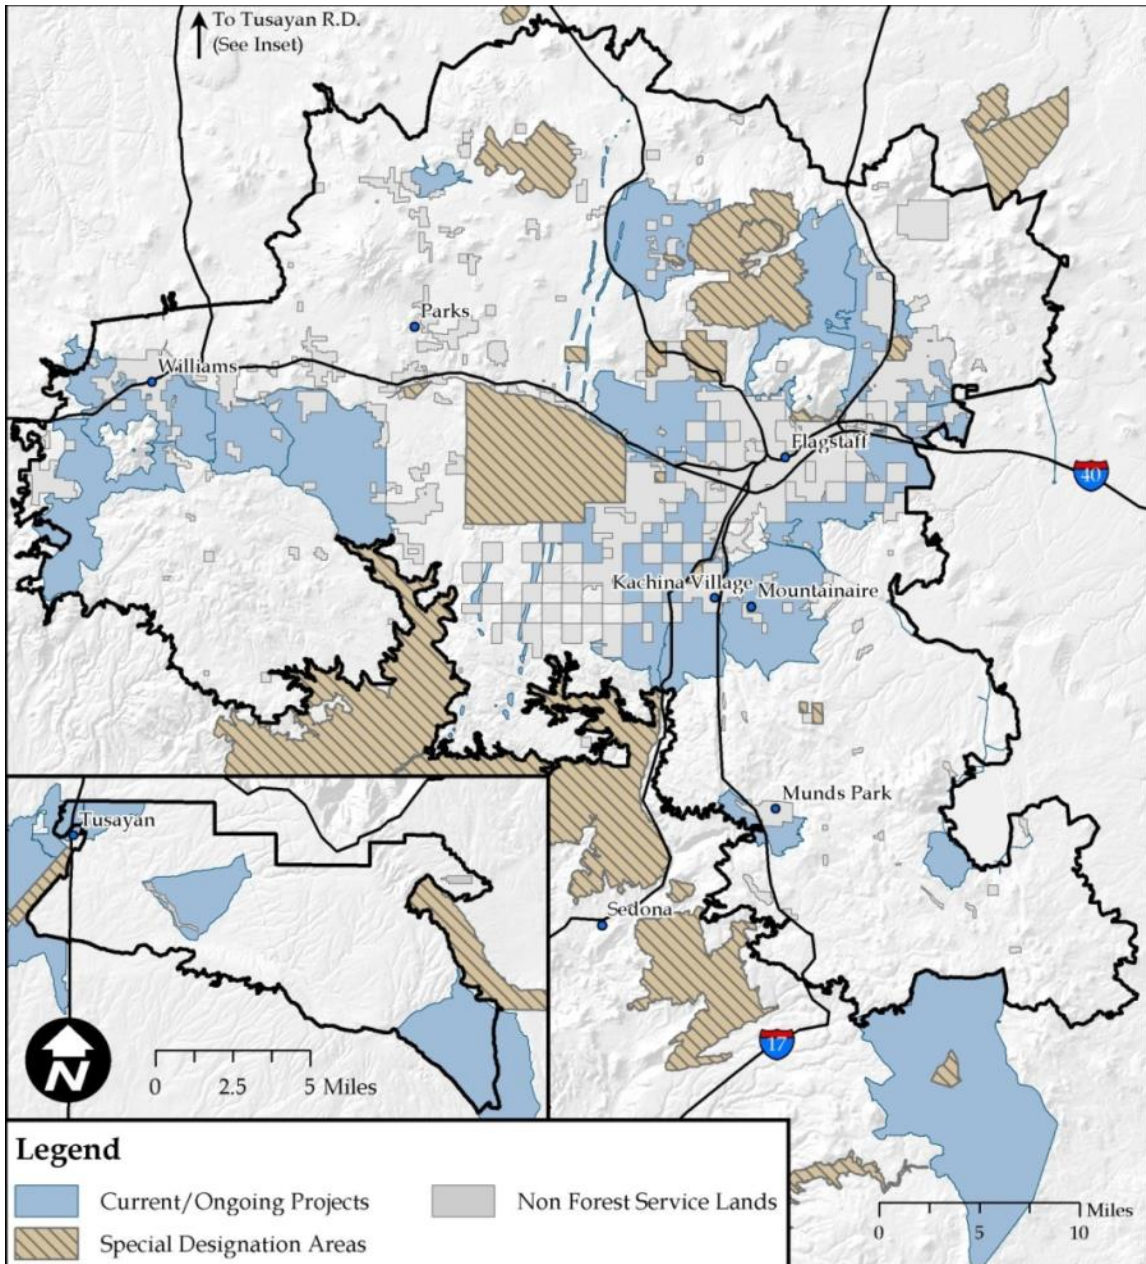 To Tusayan R.D.
(See Inset)
Parks
Williams
Flagstaff
40
Kachina Village
Mountainaire
Munds Park
Tusayan
Sedona
17
N
0 2.5 5 Miles
Legend
Current/Ongoing Projects
Non Forest Service Lands
Special Designation Areas
Miles
0 5 10